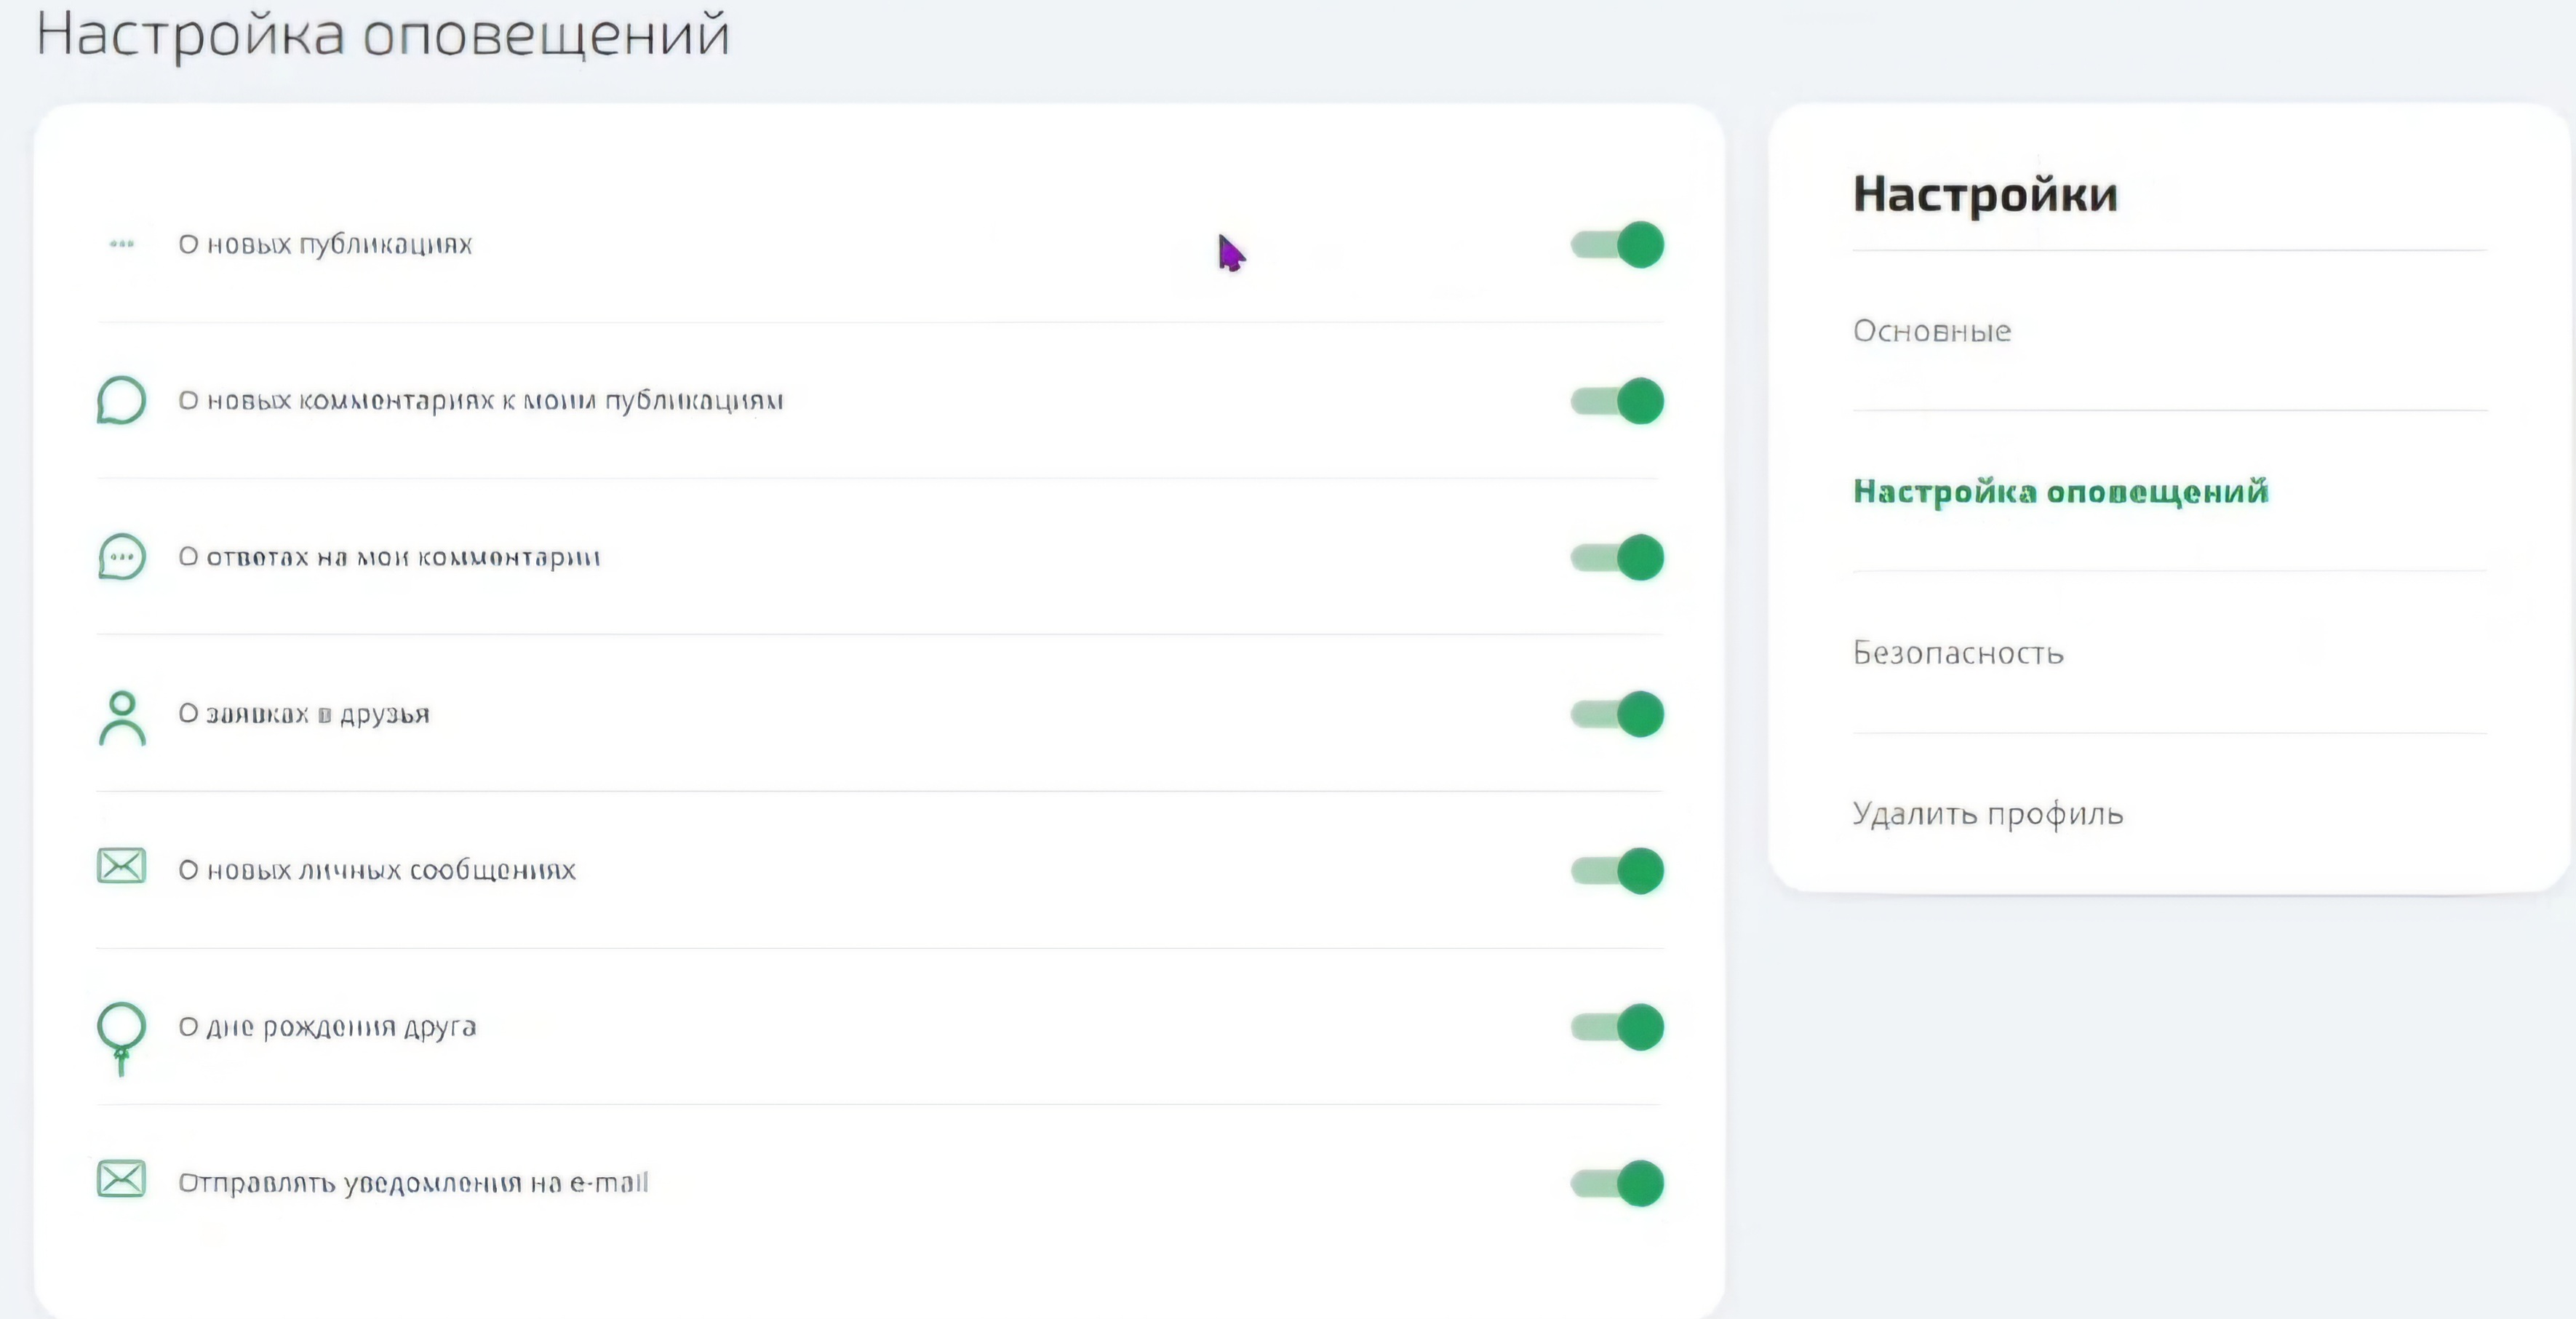 Настройка оповещений
О новых публикациях
О новых комментариях к моим публикациям
О ответах на мои комментарии
О заявках в друзья
О новых личных сообщениях
О дне рождения друга
Отправлять уведомления на e-mail
Настройки
Основные
Настройка оповещений
Безопасность
Удалить профиль